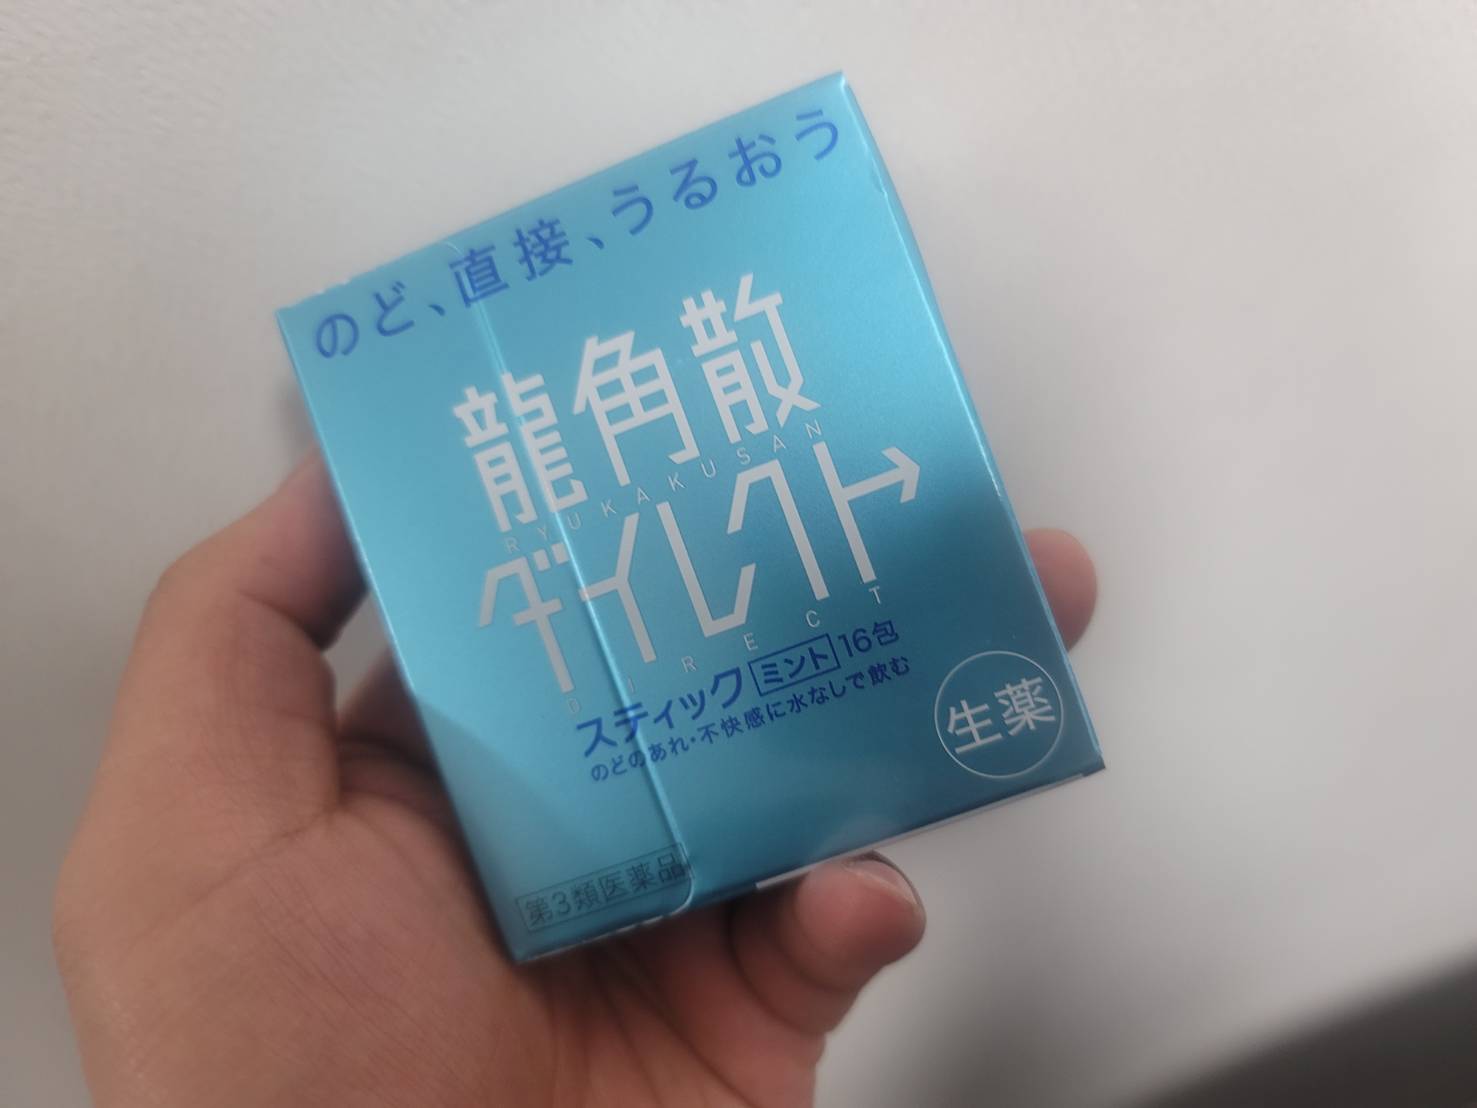 のど、直接、うるおう
龍角散
RYUKAKUSAN
ダイレクト
DIRECT
スティック ミント 16包
のどのあれ・不快感に水なしで飲む
生薬
第3類医薬品